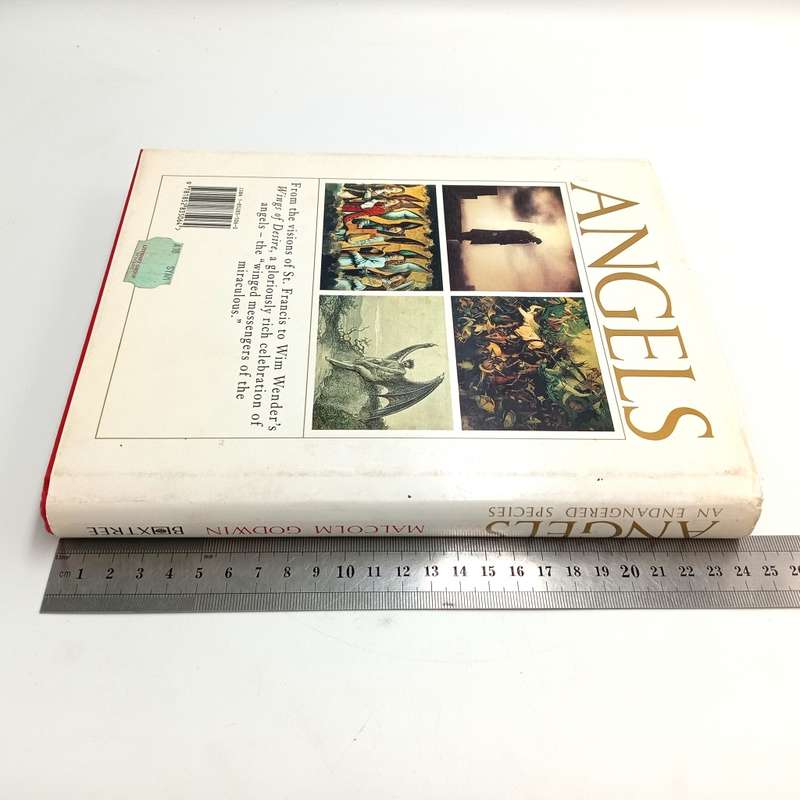 ANGELS
From the visions of St. Francis to Wim Wender's
Wings of Desire, a gloriously rich celebration of
angels – the "winged messengers of the
miraculous."
ANGELS
AN ENDANGERED SPECIES
MALCOLM GODWIN
BOXTREE
cm 1 2 3 4 5 6 7 8 9 10 11 12 13 14 15 16 17 18 19 20 21 22 23 24 25